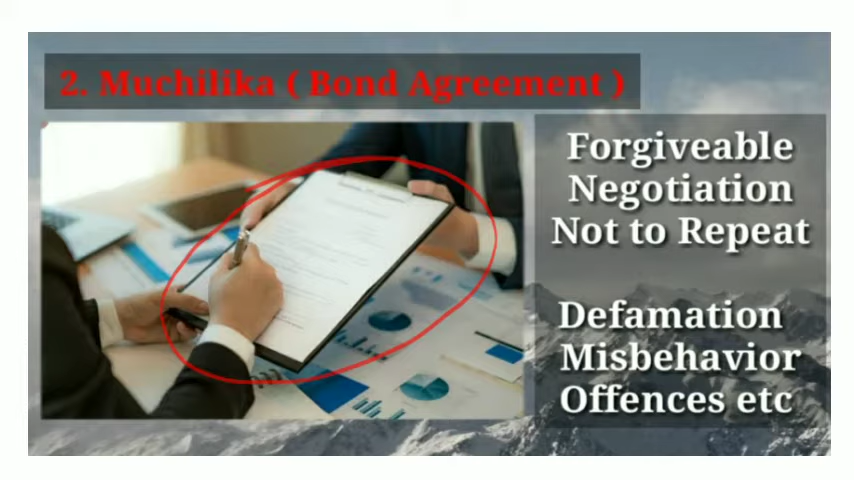 2. Muchilika ( Bond Agreement )
Forgiveable
Negotiation
Not to Repeat
Defamation
Misbehavior
Offences etc